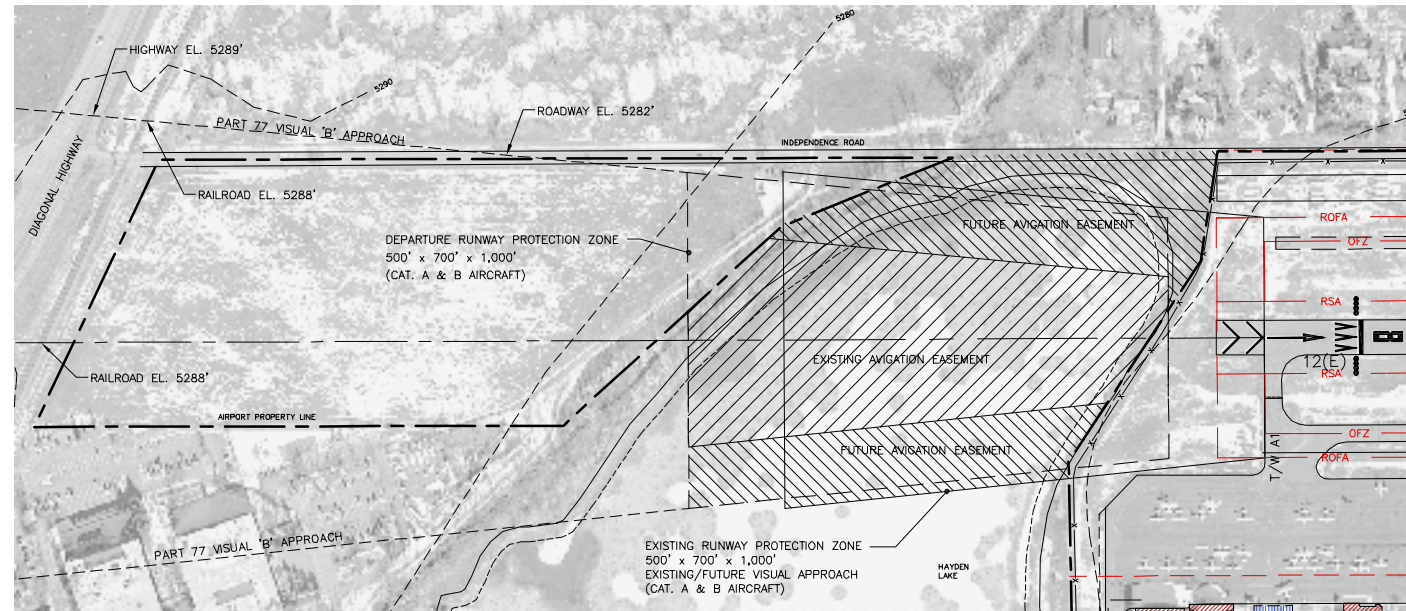 5280
HIGHWAY EL. 5289'
5290
ROADWAY EL. 5282'
PART 77 VISUAL 'B' APPROACH
INDEPENDENCE ROAD
DIAGONAL HIGHWAY
RAILROAD EL. 5288'
FUTURE AVIGATION EASEMENT
ROFA
DEPARTURE RUNWAY PROTECTION ZONE
500' x 700' x 1,000'
(CAT. A & B AIRCRAFT)
OFZ
RSA
EXISTING AVIGATION EASEMENT
12(E)
8
RSA
RAILROAD EL. 5288'
AIRPORT PROPERTY LINE
FUTURE AVIGATION EASEMENT
OFZ
ROFA
T/W A1
PART 77 VISUAL 'B' APPROACH
EXISTING RUNWAY PROTECTION ZONE
500' x 700' x 1,000'
EXISTING/FUTURE VISUAL APPROACH
(CAT. A & B AIRCRAFT)
HAYDEN
LAKE